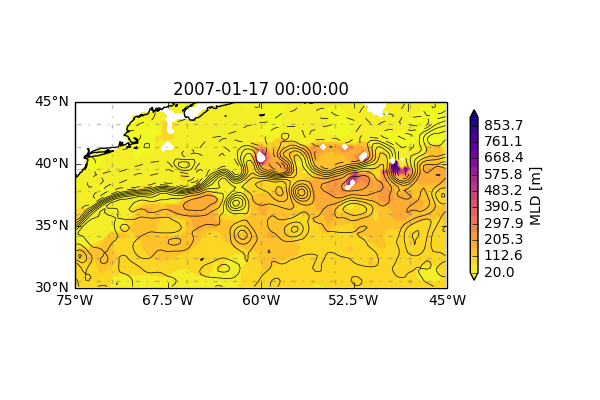 2007-01-17 00:00:00
45°N
40°N
35°N
30°N
75°W
67.5°W
60°W
52.5°W
45°W
853.7
761.1
668.4
575.8
483.2
390.5
297.9
205.3
112.6
20.0
MLD [m]